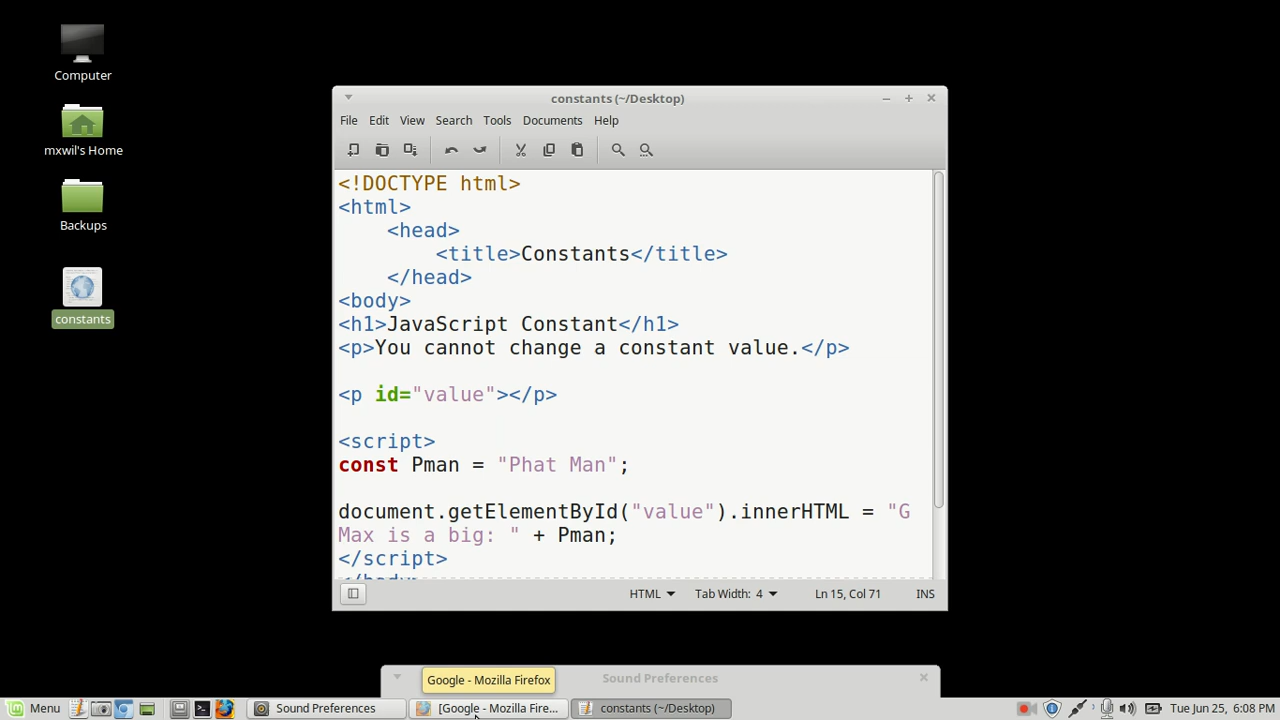 Computer
mxwil's Home
Backups
constants
constants (~/Desktop)
File Edit View Search Tools Documents Help
<!DOCTYPE html>
<html>
<head>
<title>Constants</title>
</head>
<body>
<h1>JavaScript Constant</h1>
<p>You cannot change a constant value.</p>
<p id="value"></p>
<script>
const Pman = "Phat Man";
document.getElementById("value").innerHTML = "G
Max is a big: " + Pman;
</script>
</body>
HTML Tab Width: 4 Ln 15, Col 71 INS
Sound Preferences
Google - Mozilla Firefox
Menu Sound Preferences [Google - Mozilla Fire... constants (~/Desktop) Tue Jun 25, 6:08 PM